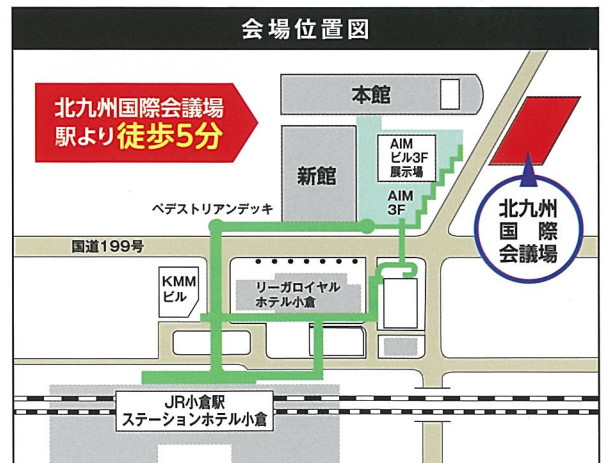 会場位置図
北九州国際会議場
駅より徒歩5分
本館
AIM
ビル3F
展示場
新館
AIM
3F
ペデストリアンデッキ
北九州
国際
会議場
国道199号
KMM
ビル
リーガロイヤル
ホテル小倉
JR小倉駅
ステーションホテル小倉